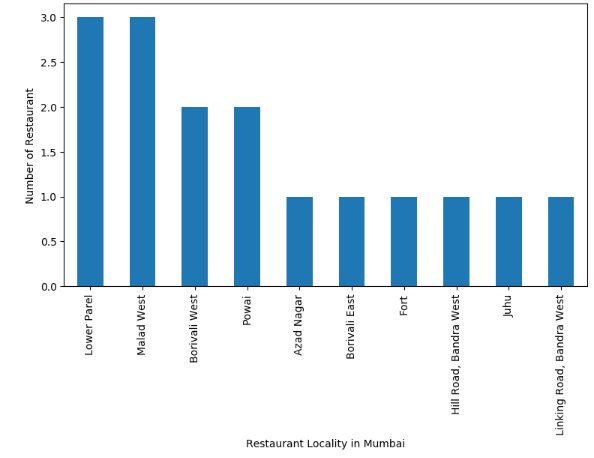 3.0
2.5
2.0
1.5
1.0
0.5
0.0
Number of Restaurant
Lower Parel
Malad West
Borivali West
Powai
Azad Nagar
Borivali East
Fort
Hill Road, Bandra West
Juhu
Linking Road, Bandra West
Restaurant Locality in Mumbai